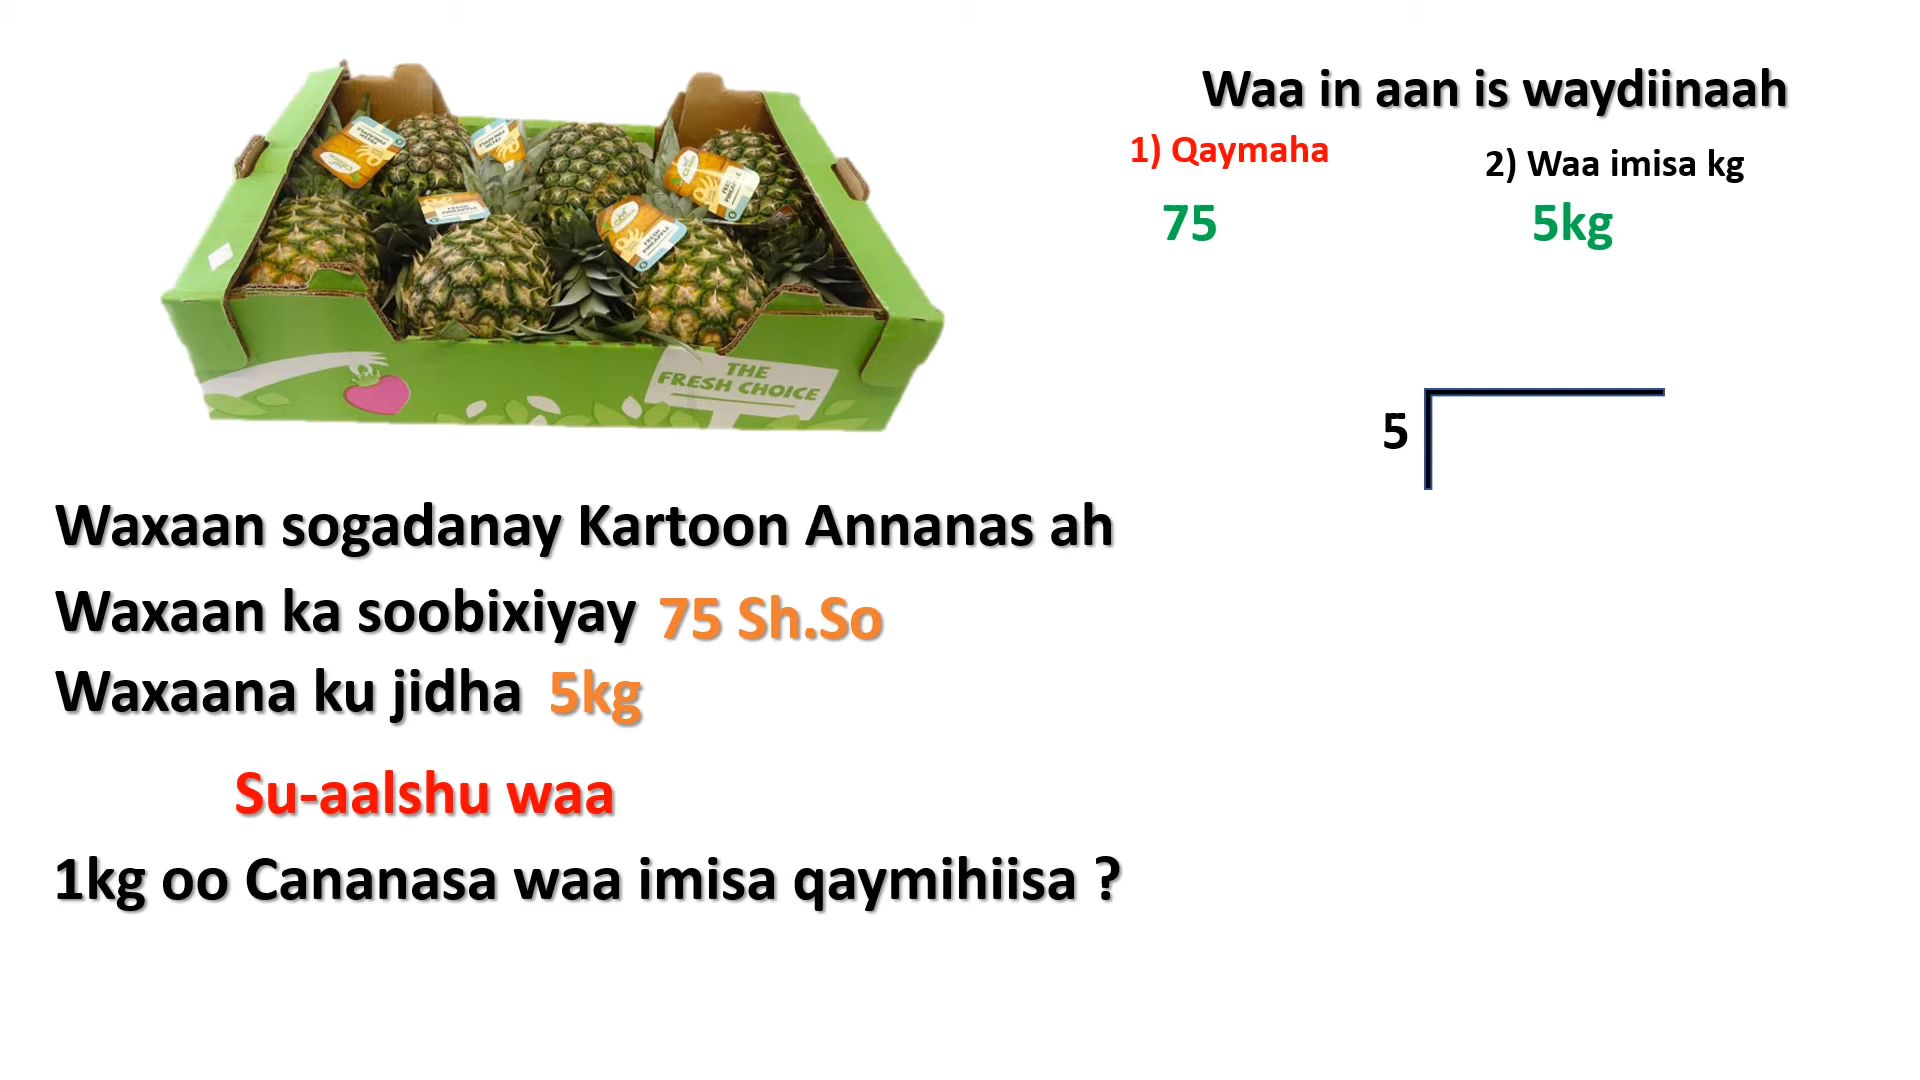 Waa in aan is waydiinaah
1) Qaymaha
2) Waa imisa kg
75
5kg
THE
FRESH CHOICE
5
Waxaan sogadanay Kartoon Annanas ah
Waxaan ka soobixiyay 75 Sh.So
Waxaana ku jidha 5kg
Su-aalshu waa
1kg oo Cananasa waa imisa qaymihiisa ?